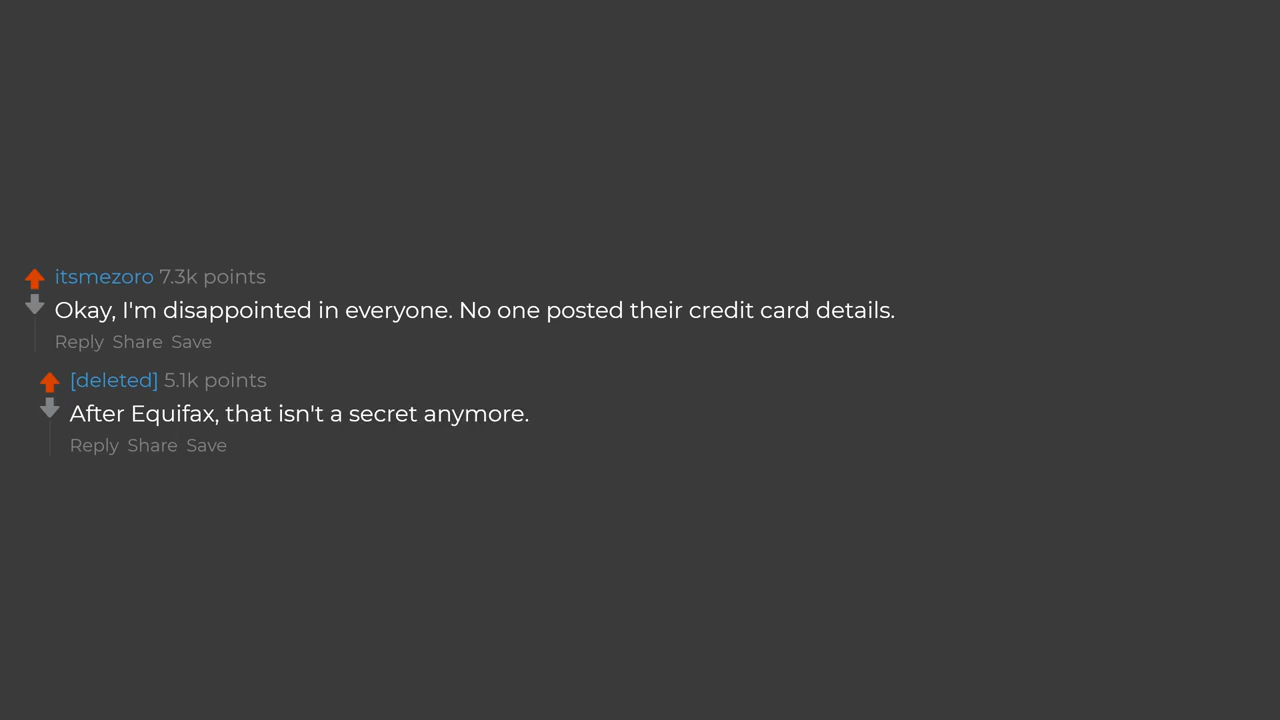 itsmezoro 7.3k points
Okay, I'm disappointed in everyone. No one posted their credit card details.
Reply Share Save
[deleted] 5.1k points
After Equifax, that isn't a secret anymore.
Reply Share Save